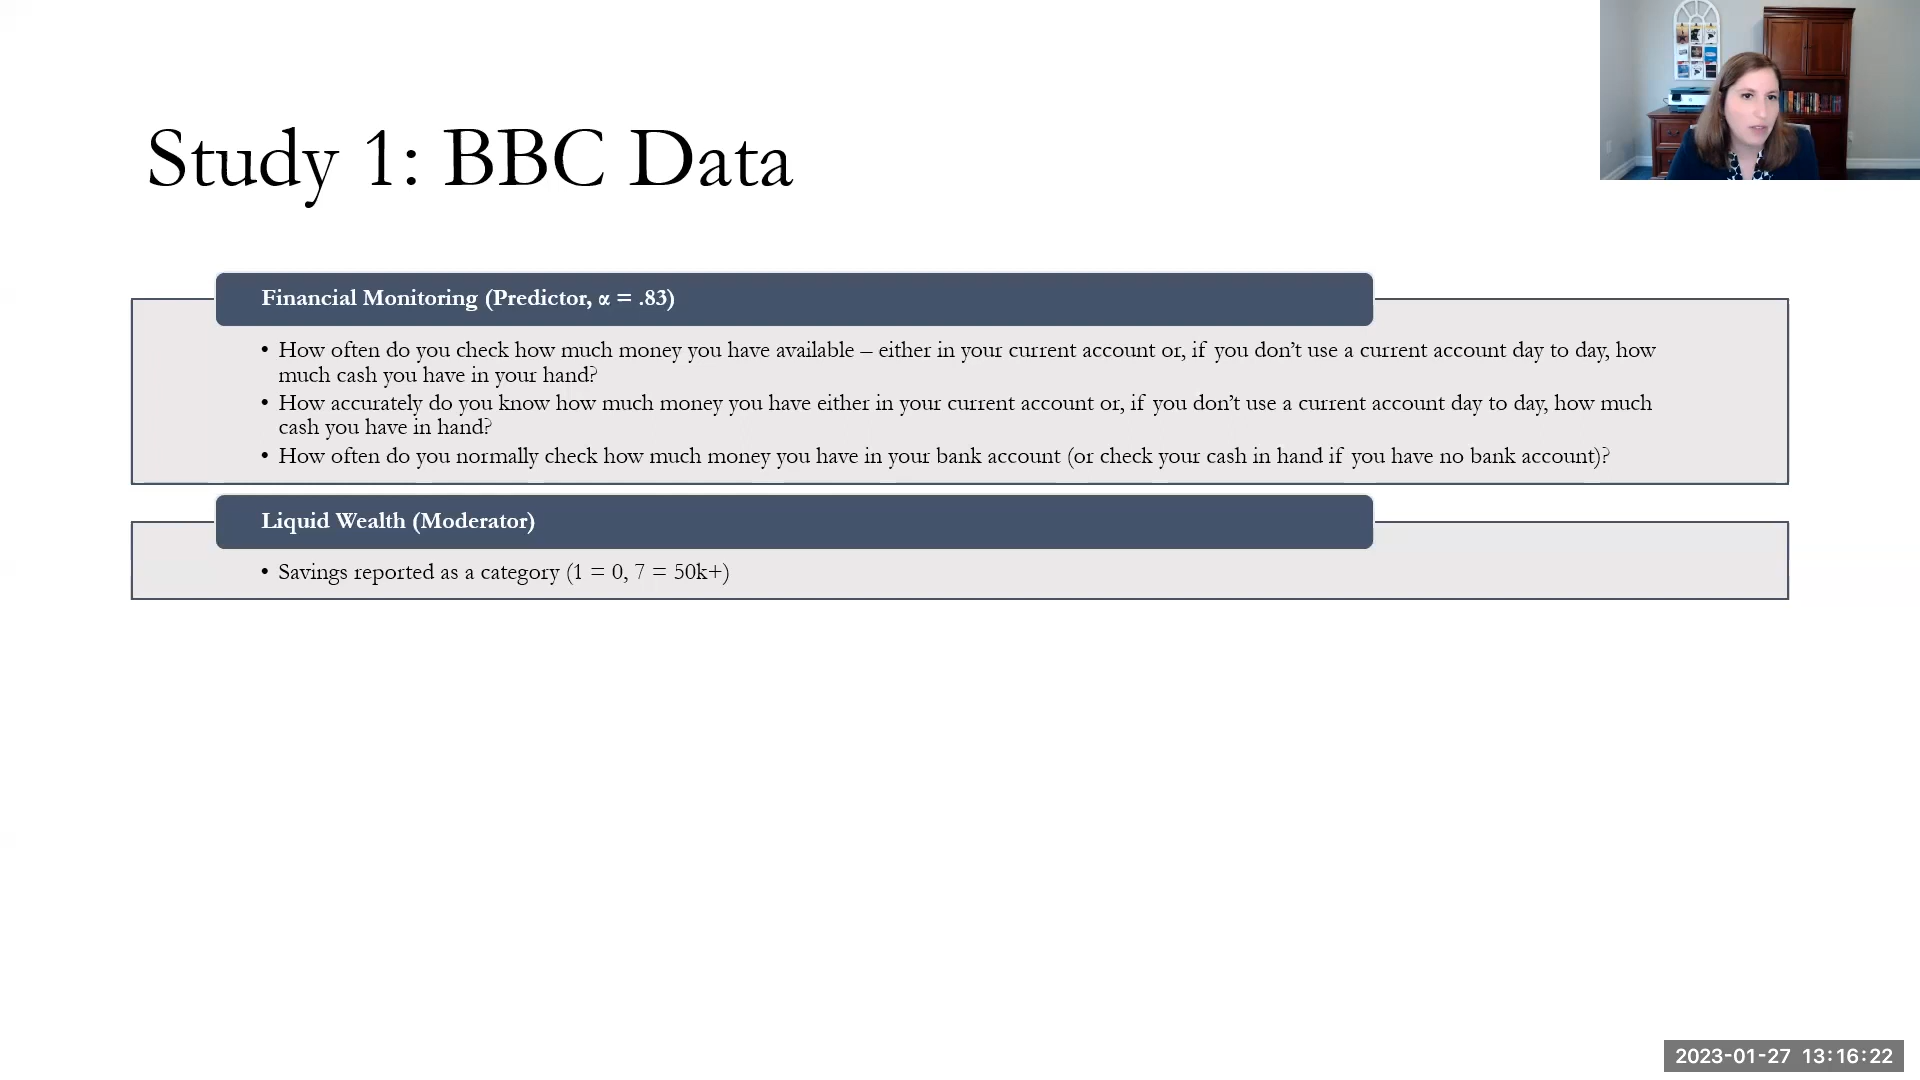 Study 1: BBC Data
Financial Monitoring (Predictor, α = .83)
• How often do you check how much money you have available – either in your current account or, if you don’t use a current account day to day, how
much cash you have in your hand?
• How accurately do you know how much money you have either in your current account or, if you don’t use a current account day to day, how much
cash you have in hand?
• How often do you normally check how much money you have in your bank account (or check your cash in hand if you have no bank account)?
Liquid Wealth (Moderator)
• Savings reported as a category (1 = 0, 7 = 50k+)
2023-01-27 13:16:22